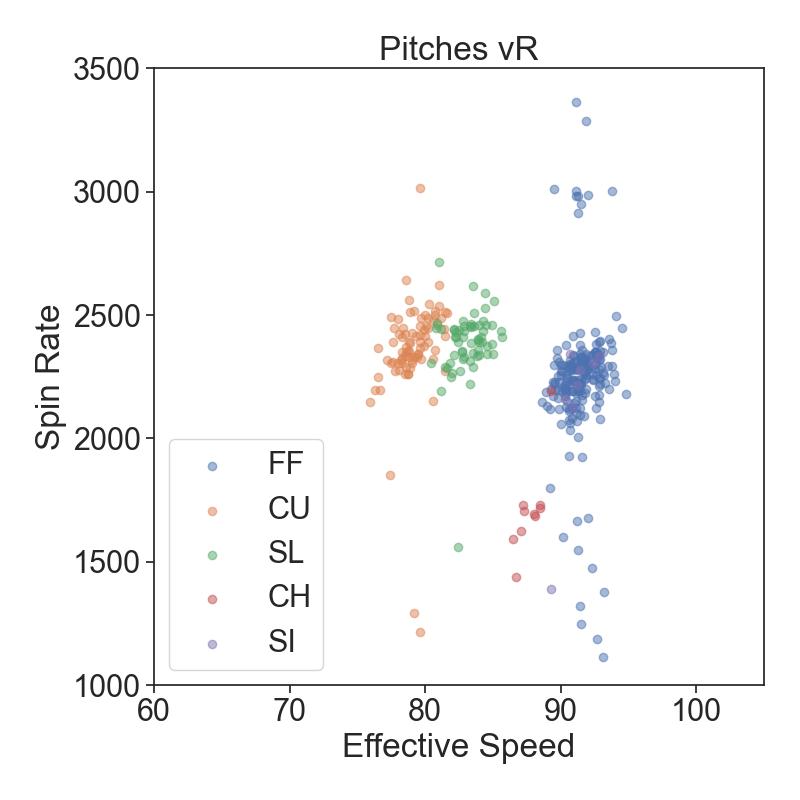 Pitches vR
3500
3000
2500
2000
1500
1000
Spin Rate
FF
CU
SL
CH
SI
60 70 80 90 100
Effective Speed